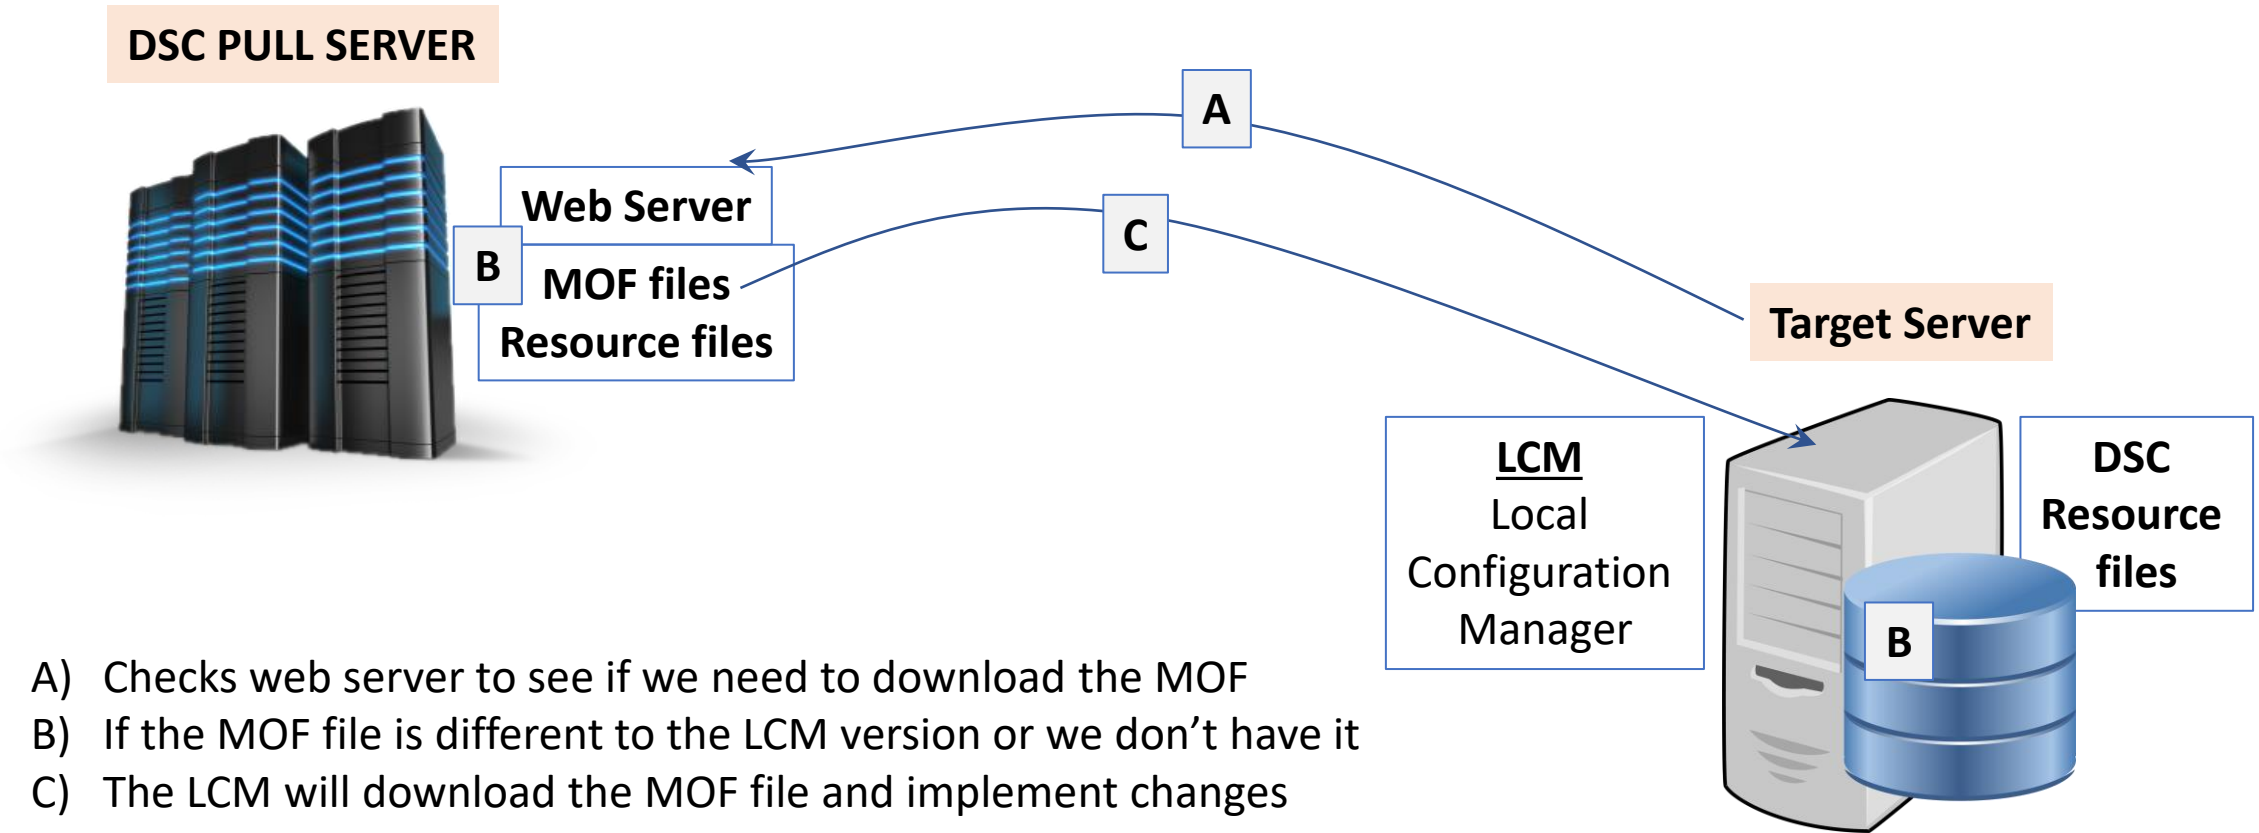 DSC PULL SERVER
A
Web Server
C
B
MOF files
Resource files
Target Server
LCM
Local
Configuration
Manager
DSC
Resource
files
B
A) Checks web server to see if we need to download the MOF
B) If the MOF file is different to the LCM version or we don’t have it
C) The LCM will download the MOF file and implement changes